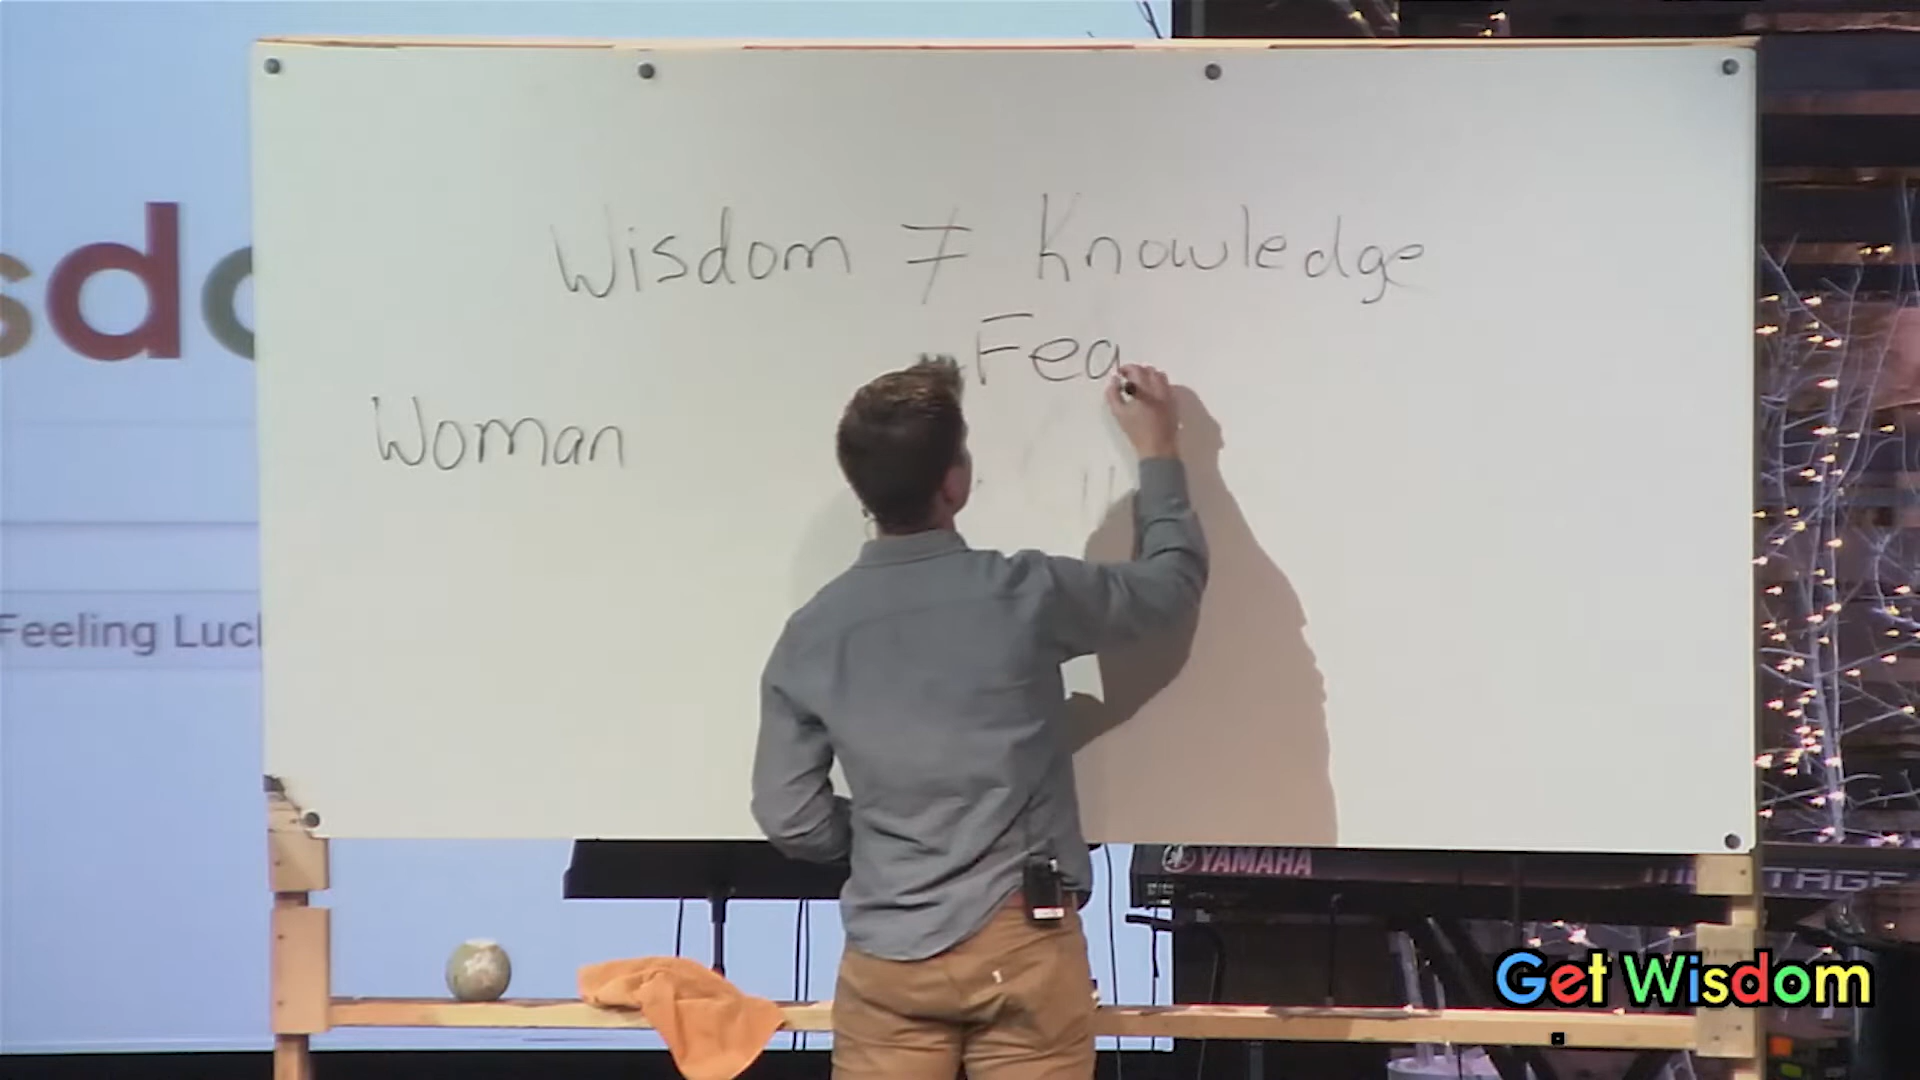 Wisdom ≠ Knowledge
Fea
Woman
sdo
Feeling Luc
YAMAHA
Get Wisdom